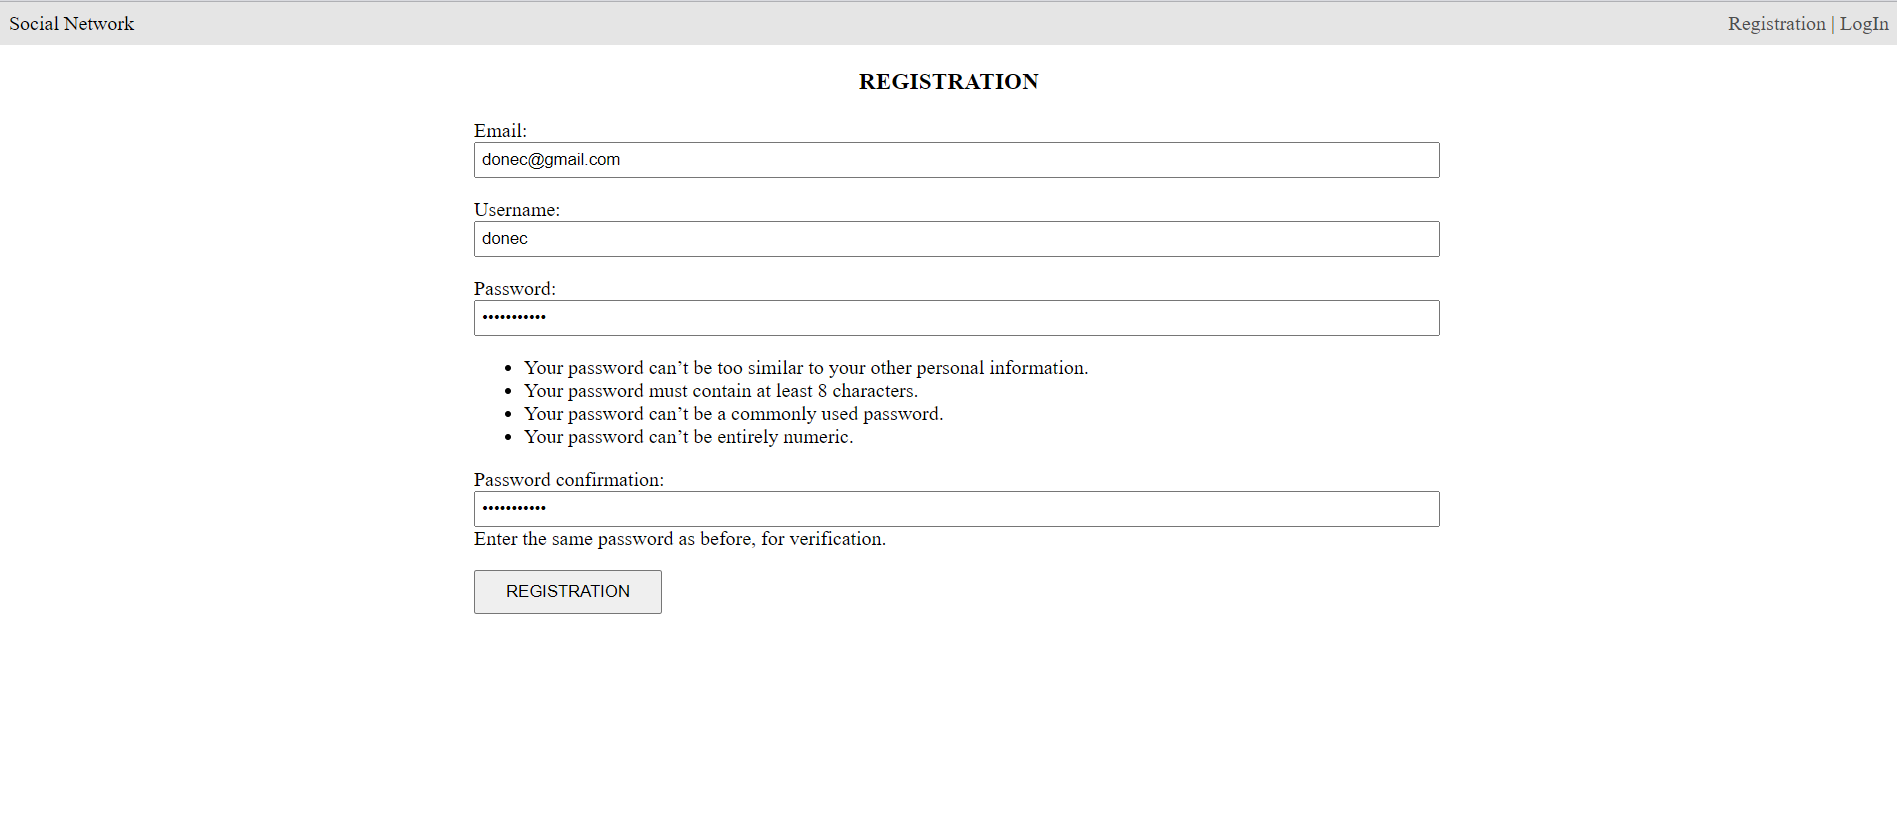 Social Network
Registration | LogIn
REGISTRATION
Email:
donec@gmail.com
Username:
donec
Password:
•••••••••••
• Your password can’t be too similar to your other personal information.
• Your password must contain at least 8 characters.
• Your password can’t be a commonly used password.
• Your password can’t be entirely numeric.
Password confirmation:
•••••••••••
Enter the same password as before, for verification.
REGISTRATION